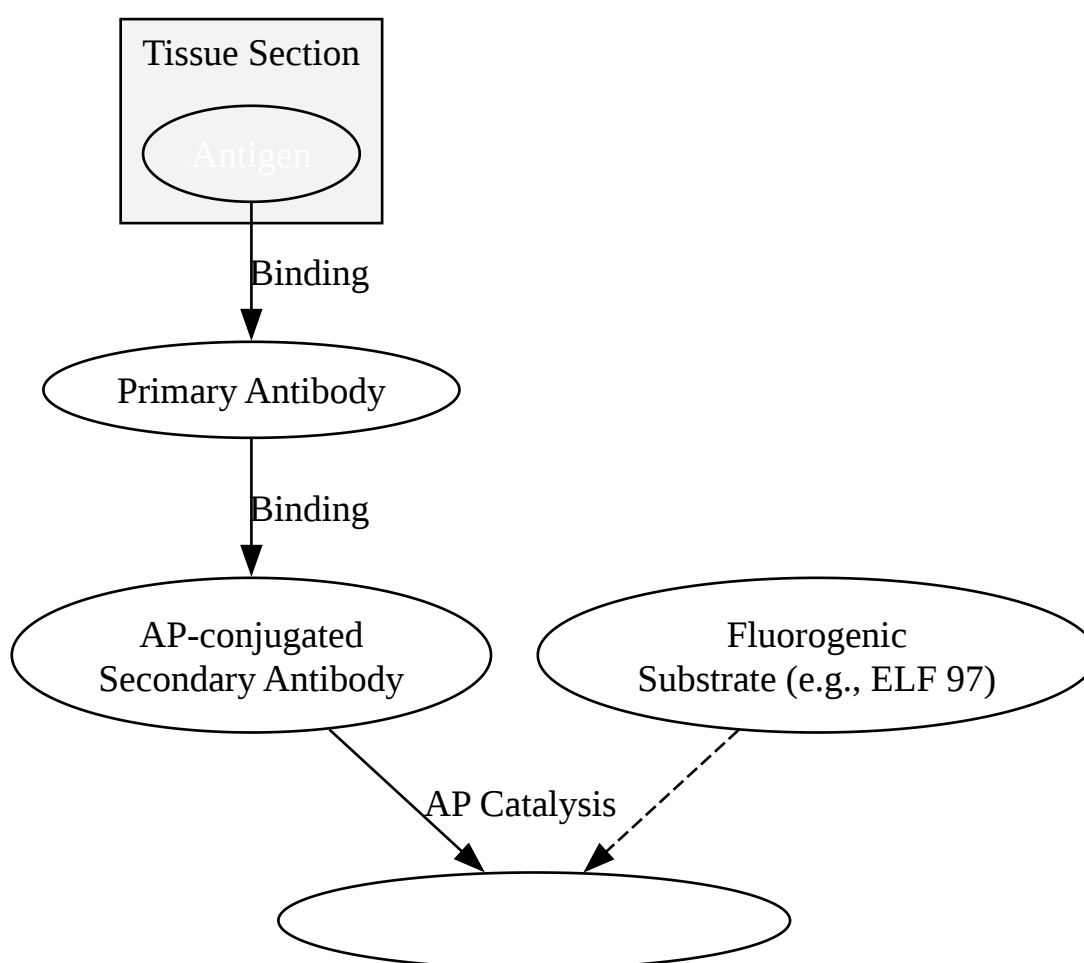 Tissue Section
Antigen
Binding
Primary Antibody
Binding
AP-conjugated
Secondary Antibody
Fluorogenic
Substrate (e.g., ELF 97)
AP Catalysis